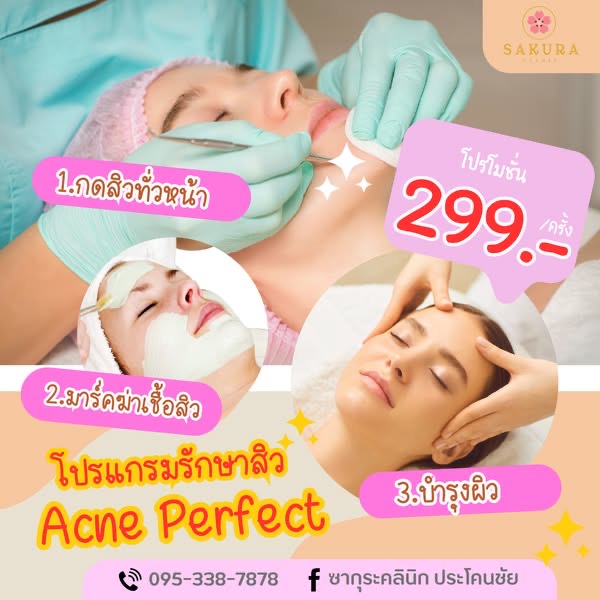 SAKURA
CLINIC
1.กดสิวทั่วหน้า
โปรโมชั่น
299.-
/ครั้ง
2.มาร์คฆ่าเชื้อสิว
โปรแกรมรักษาสิว
Acne Perfect
3.บำรุงผิว
095-338-7878
ซากุระคลินิก ประโคนชัย